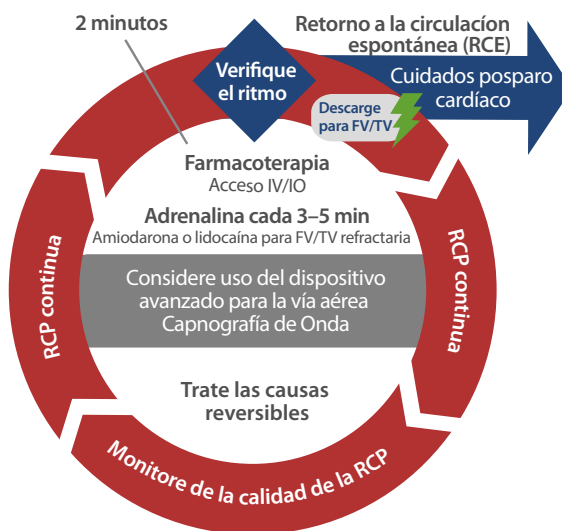 2 minutos
Retorno a la circulacíon
espontánea (RCE)
Verifique
el ritmo
Cuidados posparo
cardíaco
Descarge
para FV/TV
Farmacoterapia
Acceso IV/IO
Adrenalina cada 3–5 min
Amiodarona o lidocaína para FV/TV refractaria
Considere uso del dispositivo
avanzado para la vía aérea
Capnografía de Onda
RCP continua
RCP continua
Trate las causas
reversibles
Monitore de la calidad de la RCP